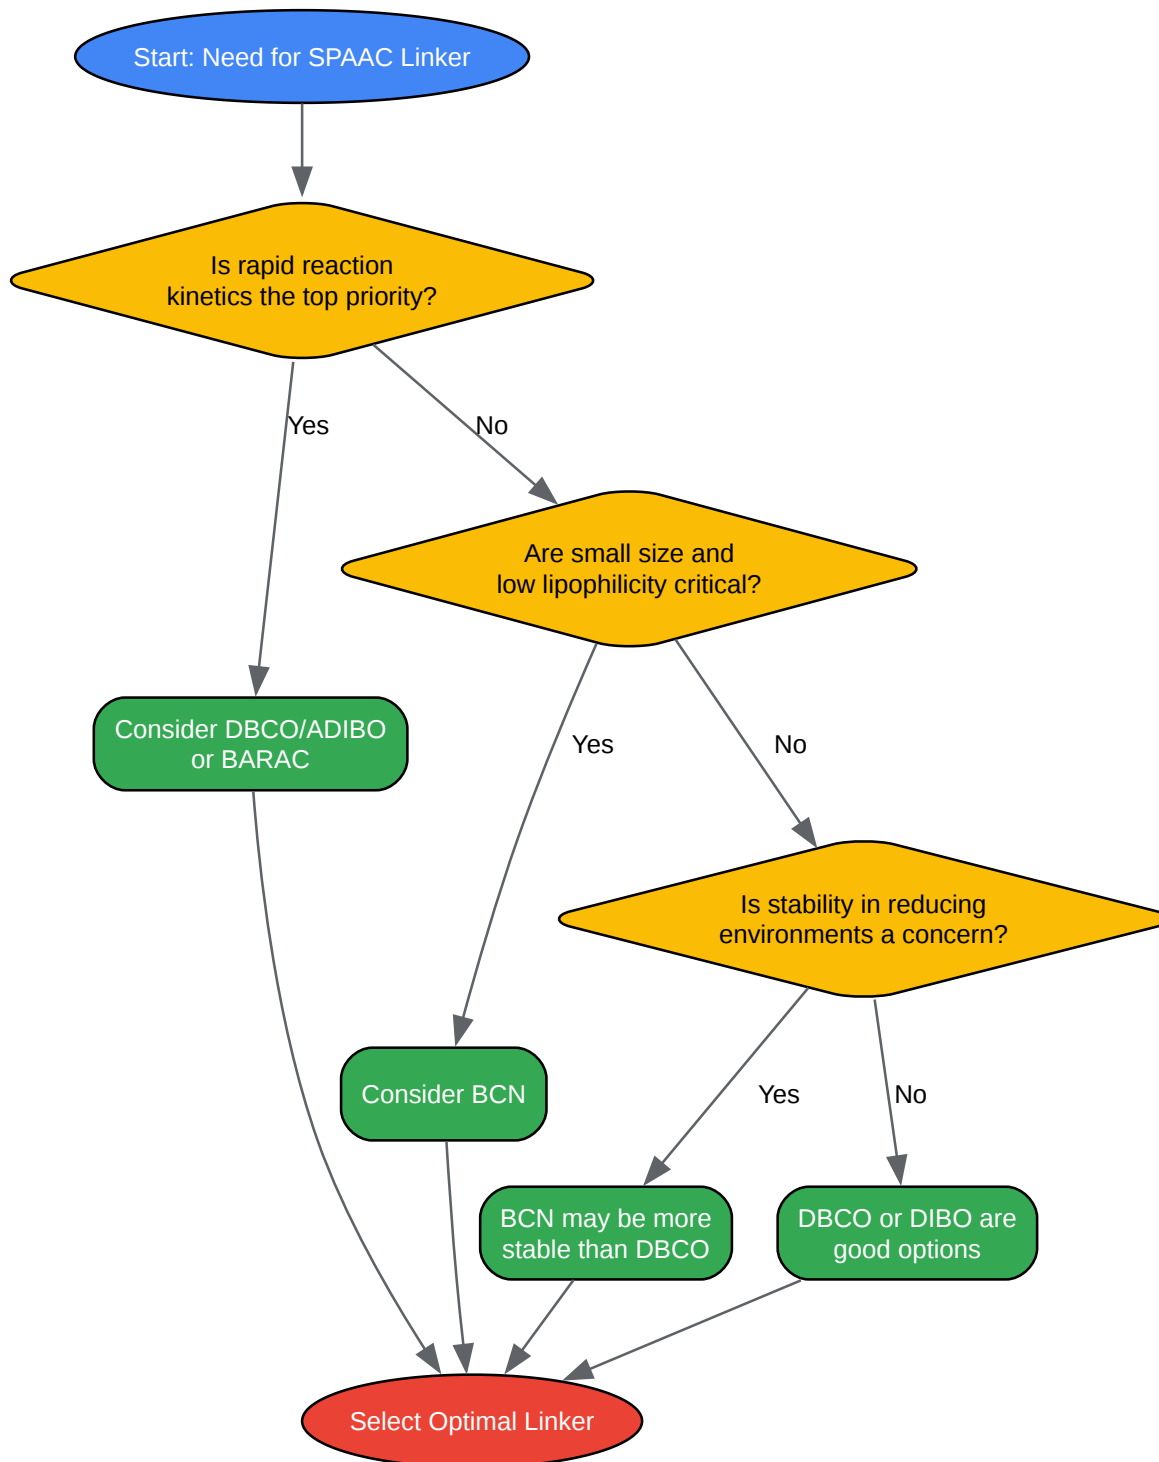 Start: Need for SPAAC Linker
Is rapid reaction
kinetics the top priority?
Yes
No
Are small size and
low lipophilicity critical?
Consider DBCO/ADIBO
or BARAC
Yes
No
Is stability in reducing
environments a concern?
Consider BCN
Yes
No
BCN may be more
stable than DBCO
DBCO or DIBO are
good options
Select Optimal Linker